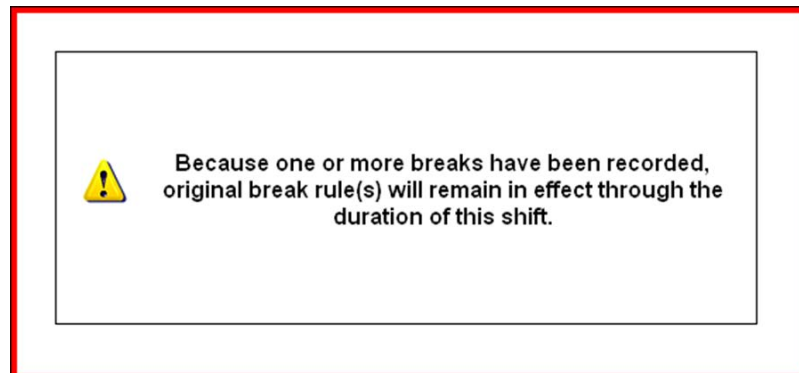 Because one or more breaks have been recorded,
original break rule(s) will remain in effect through the
duration of this shift.